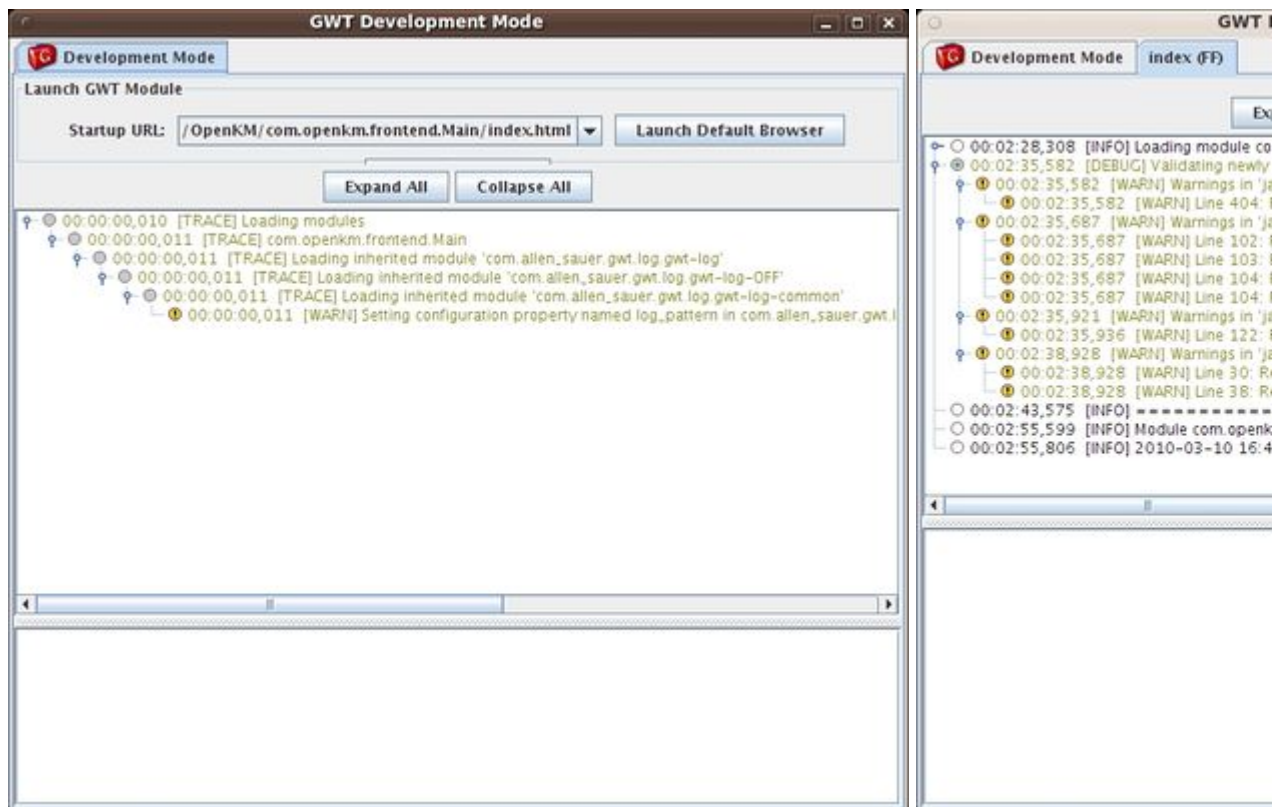 GWT Development Mode
Development Mode
Launch GWT Module
Startup URL: /OpenKM/com.openkm.frontend.Main/index.html Launch Default Browser
Expand All Collapse All
00:00:00,010 [TRACE] Loading modules
00:00:00,011 [TRACE] com.openkm.frontend.Main
00:00:00,011 [TRACE] Loading inherited module 'com.allen_sauer.gwt.log.gwt-log'
00:00:00,011 [TRACE] Loading inherited module 'com.allen_sauer.gwt.log.gwt-log-OFF'
00:00:00,011 [TRACE] Loading inherited module 'com.allen_sauer.gwt.log.gwt-log-common'
00:00:00,011 [WARN] Setting configuration property named log_pattern in com.allen_sauer.gwt.l
GWT
Development Mode index (FF)
Ex
00:02:28,308 [INFO] Loading module co
00:02:35,582 [DEBUG] Validating newly
00:02:35,582 [WARN] Warnings in 'ja
00:02:35,582 [WARN] Line 404:
00:02:35,687 [WARN] Warnings in 'ja
00:02:35,687 [WARN] Line 102:
00:02:35,687 [WARN] Line 103:
00:02:35,687 [WARN] Line 104:
00:02:35,687 [WARN] Line 104:
00:02:35,921 [WARN] Warnings in 'ja
00:02:35,936 [WARN] Line 122:
00:02:38,928 [WARN] Warnings in 'ja
00:02:38,928 [WARN] Line 30: Re
00:02:38,928 [WARN] Line 38: Re
00:02:43,575 [INFO] ============
00:02:55,599 [INFO] Module com.openk
00:02:55,806 [INFO] 2010-03-10 16:4